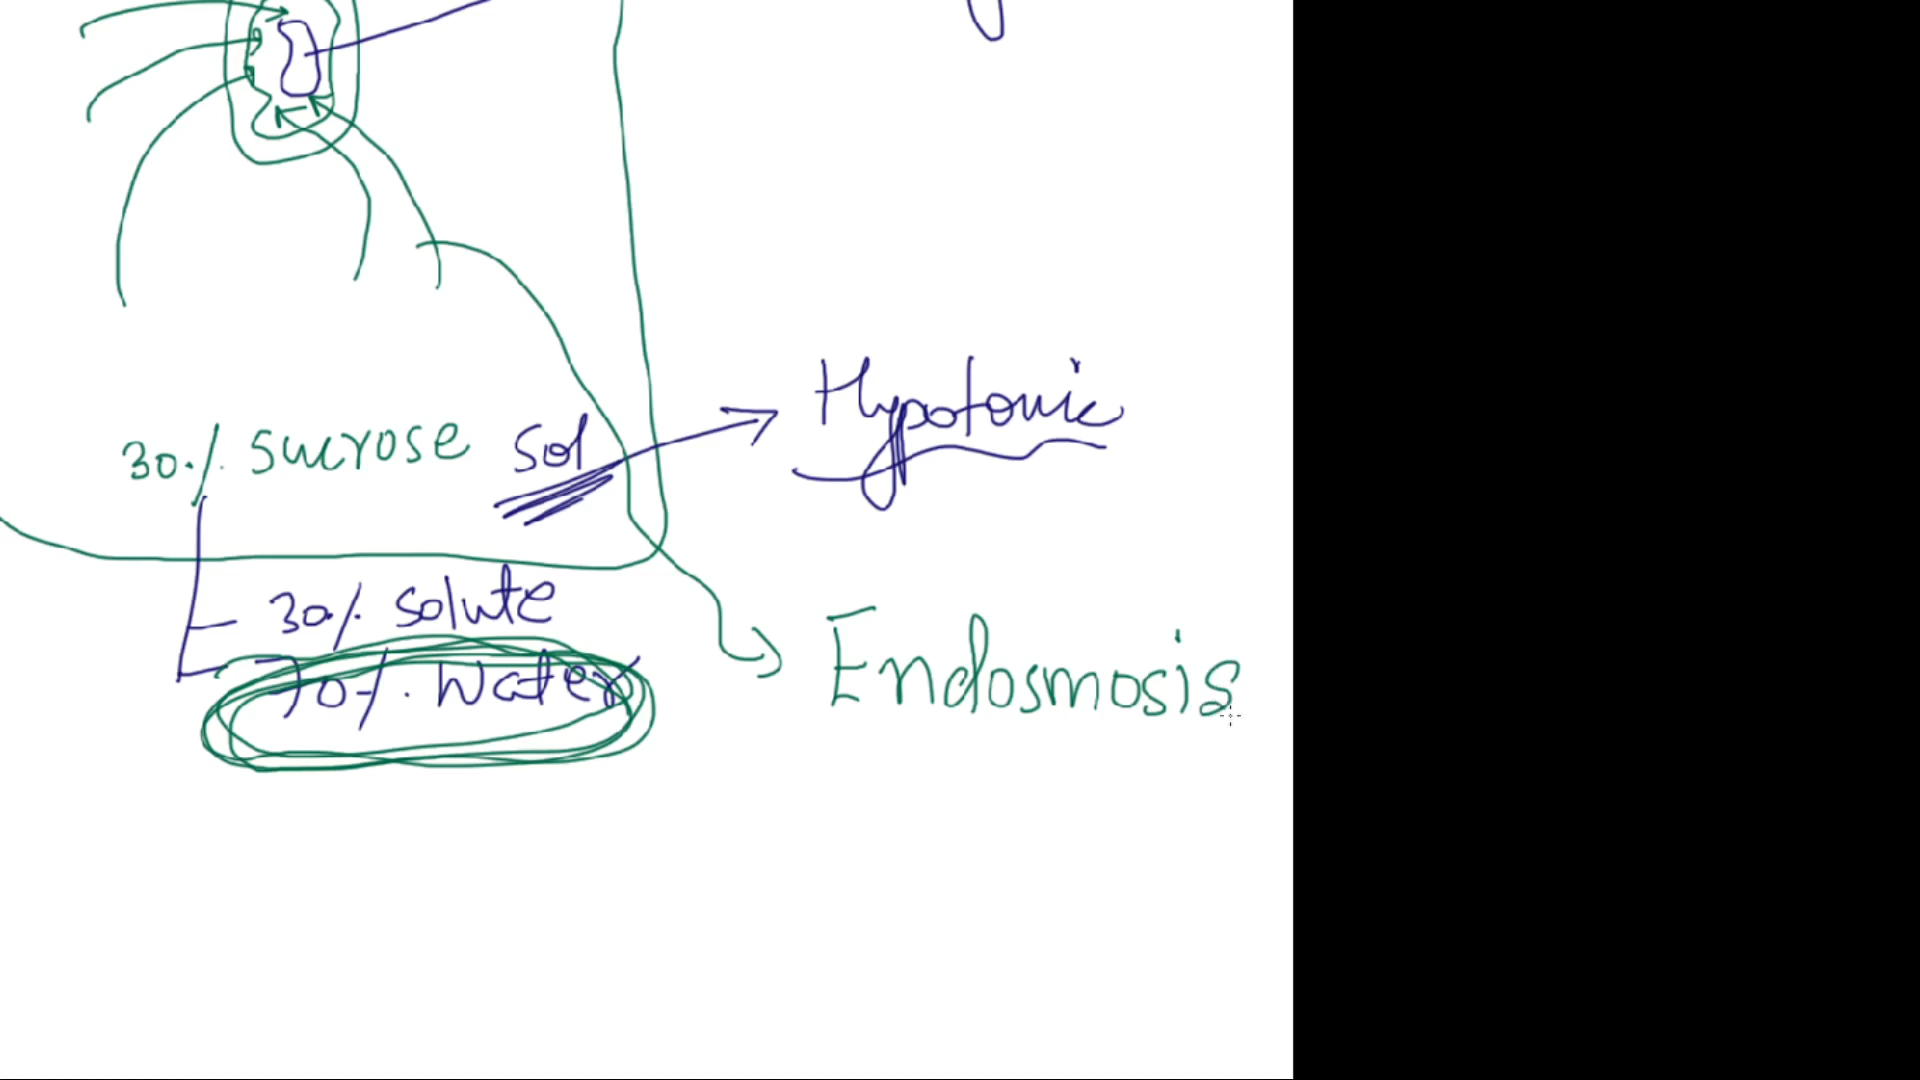 30./. sucrose sol
Hypotonic
30./. solute
70./. Water
Endosmosis